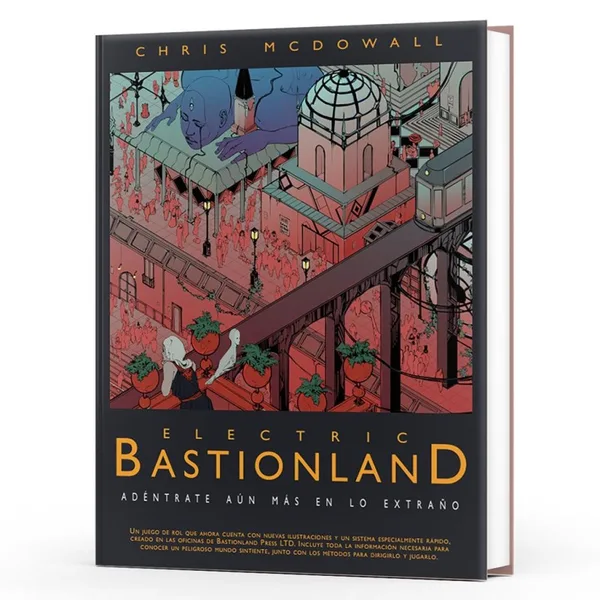 CHRIS MCDOWALL
ELECTRIC
BASTIONLAND
ADÉNTRATE AÚN MÁS EN LO EXTRAÑO
UN JUEGO DE ROL QUE AHORA CUENTA CON NUEVAS ILUSTRACIONES Y UN SISTEMA ESPECIALMENTE RÁPIDO,
CREADO EN LAS OFICINAS DE BASTIONLAND PRESS LTD. INCLUYE TODA LA INFORMACIÓN NECESARIA PARA
CONOCER UN PELIGROSO MUNDO SINTIENTE, JUNTO CON LOS MÉTODOS PARA DIRIGIRLO Y JUGARLO.